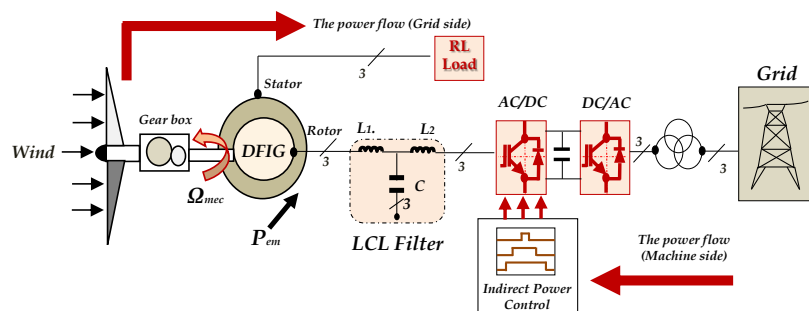 The power flow (Grid side)
RL
Load
3
Stator
AC/DC
DC/AC
Grid
Gear box
Wind
DFIG
Rotor
3
L1.
L2
3
3
3
C
3
Ωmec
Pem
LCL Filter
The power flow
(Machine side)
Indirect Power
Control